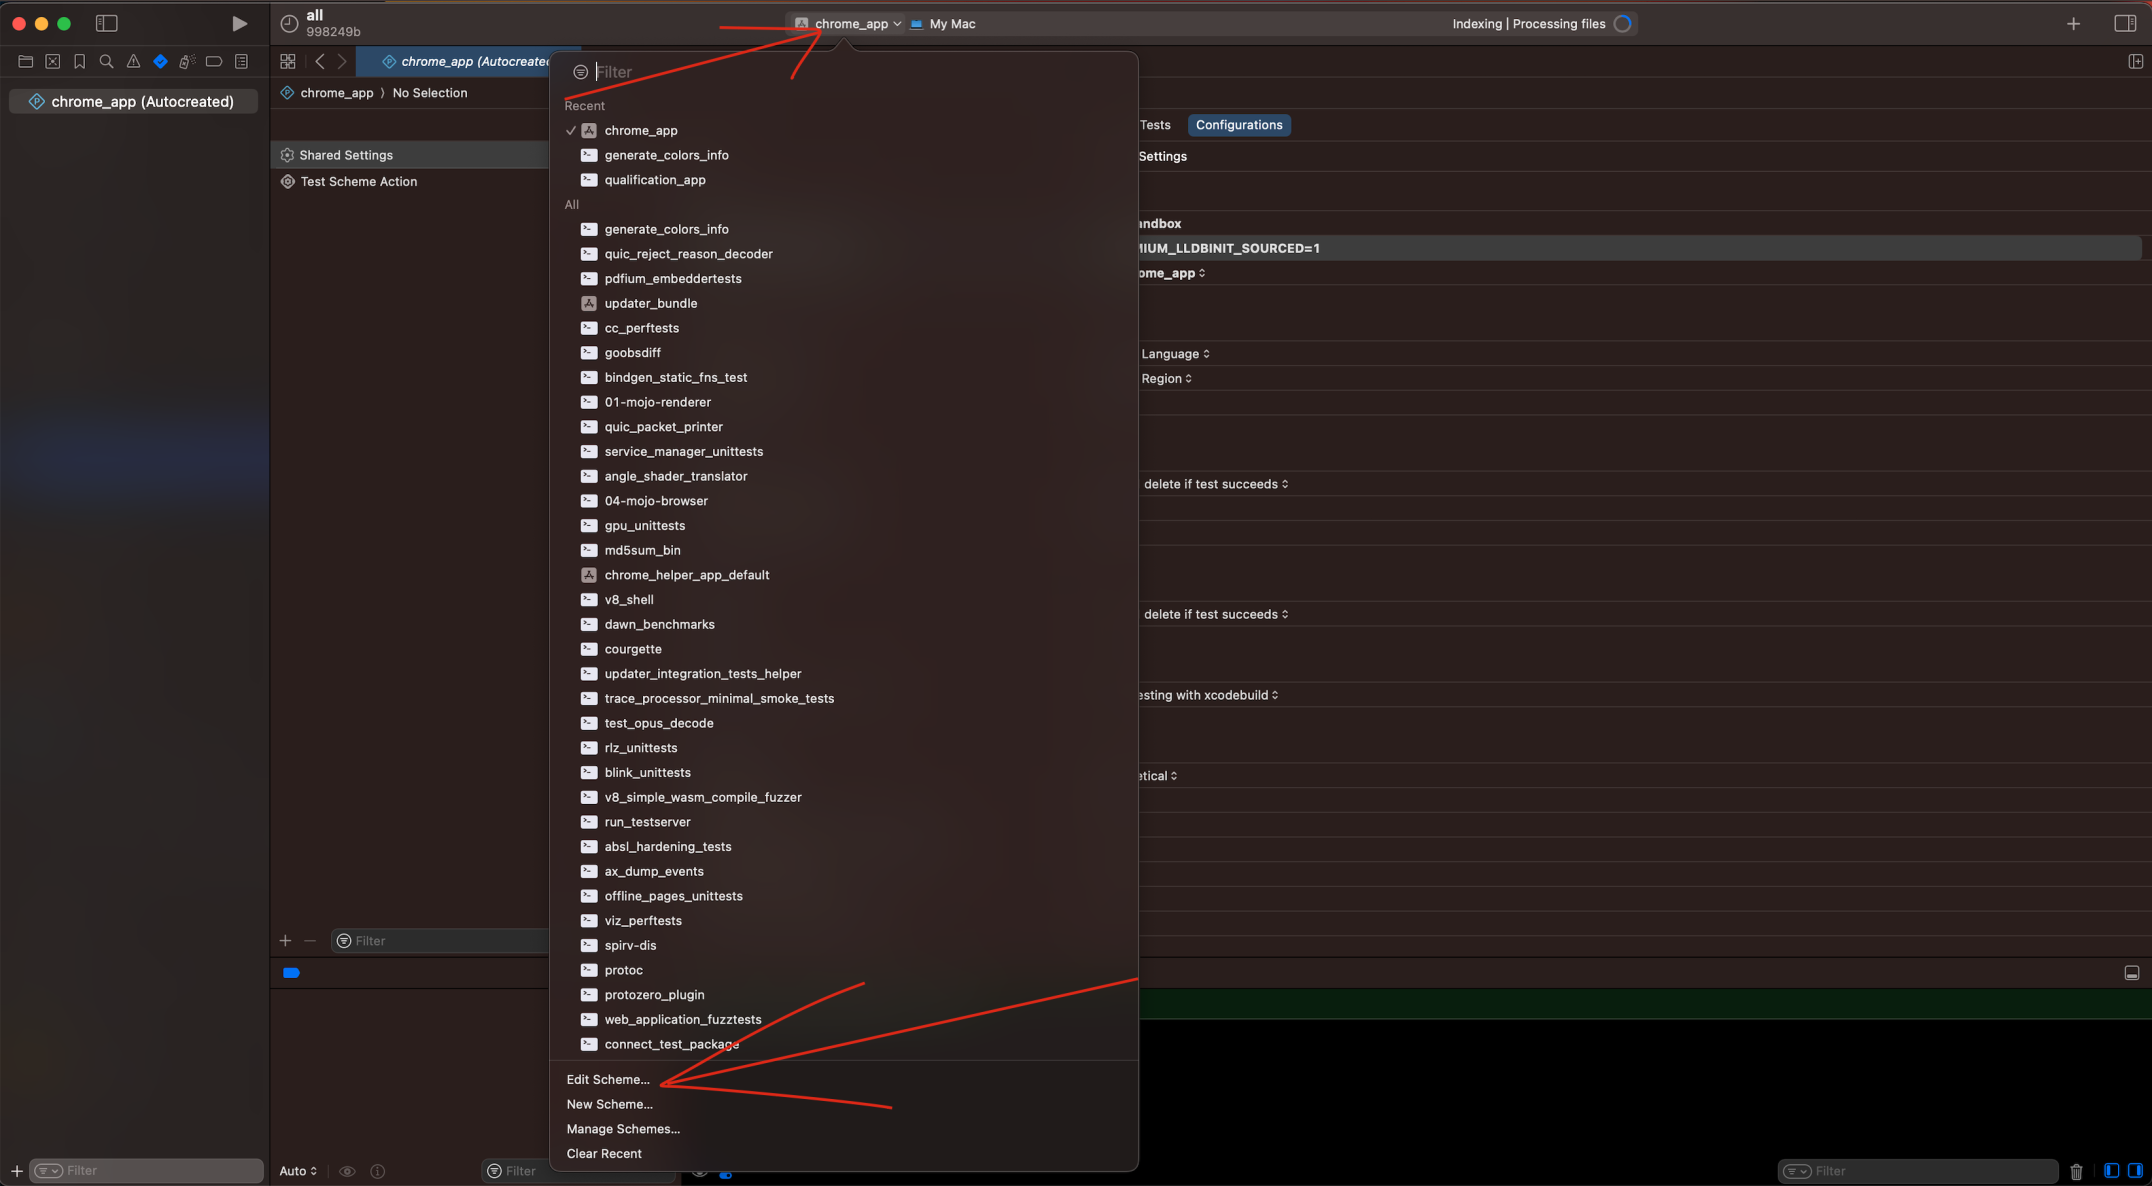 all
998249b
chrome_app
My Mac
Indexing | Processing files
chrome_app (Autocreated)
chrome_app (Autocreate
chrome_app ⟩ No Selection
Shared Settings
Test Scheme Action
Filter
Recent
chrome_app
generate_colors_info
qualification_app
All
generate_colors_info
quic_reject_reason_decoder
pdfium_embeddertests
updater_bundle
cc_perftests
goobsdiff
bindgen_static_fns_test
01-mojo-renderer
quic_packet_printer
service_manager_unittests
angle_shader_translator
04-mojo-browser
gpu_unittests
md5sum_bin
chrome_helper_app_default
v8_shell
dawn_benchmarks
courgette
updater_integration_tests_helper
trace_processor_minimal_smoke_tests
test_opus_decode
rlz_unittests
blink_unittests
v8_simple_wasm_compile_fuzzer
run_testserver
absl_hardening_tests
ax_dump_events
offline_pages_unittests
viz_perftests
spirv-dis
protoc
protozero_plugin
web_application_fuzztests
connect_test_package
Edit Scheme...
New Scheme...
Manage Schemes...
Clear Recent
Tests
Configurations
Settings
andbox
MIUM_LLDBINIT_SOURCED=1
ome_app
Language
Region
delete if test succeeds
delete if test succeeds
esting with xcodebuild
etical
Filter
Filter
Auto
Filter
Filter